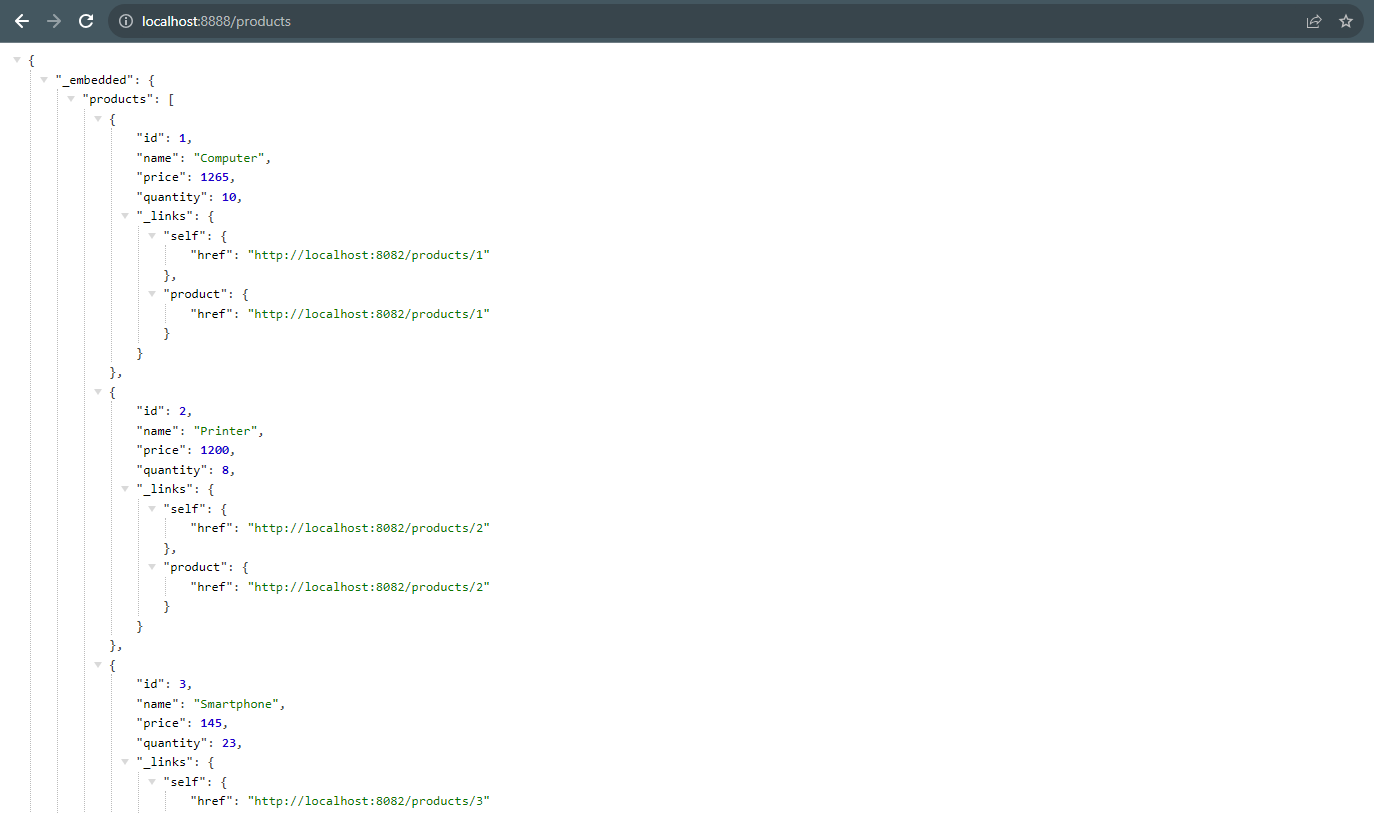 localhost:8888/products
{
"_embedded": {
"products": [
{
"id": 1,
"name": "Computer",
"price": 1265,
"quantity": 10,
"_links": {
"self": {
"href": "http://localhost:8082/products/1"
},
"product": {
"href": "http://localhost:8082/products/1"
}
}
},
{
"id": 2,
"name": "Printer",
"price": 1200,
"quantity": 8,
"_links": {
"self": {
"href": "http://localhost:8082/products/2"
},
"product": {
"href": "http://localhost:8082/products/2"
}
}
},
{
"id": 3,
"name": "Smartphone",
"price": 145,
"quantity": 23,
"_links": {
"self": {
"href": "http://localhost:8082/products/3"